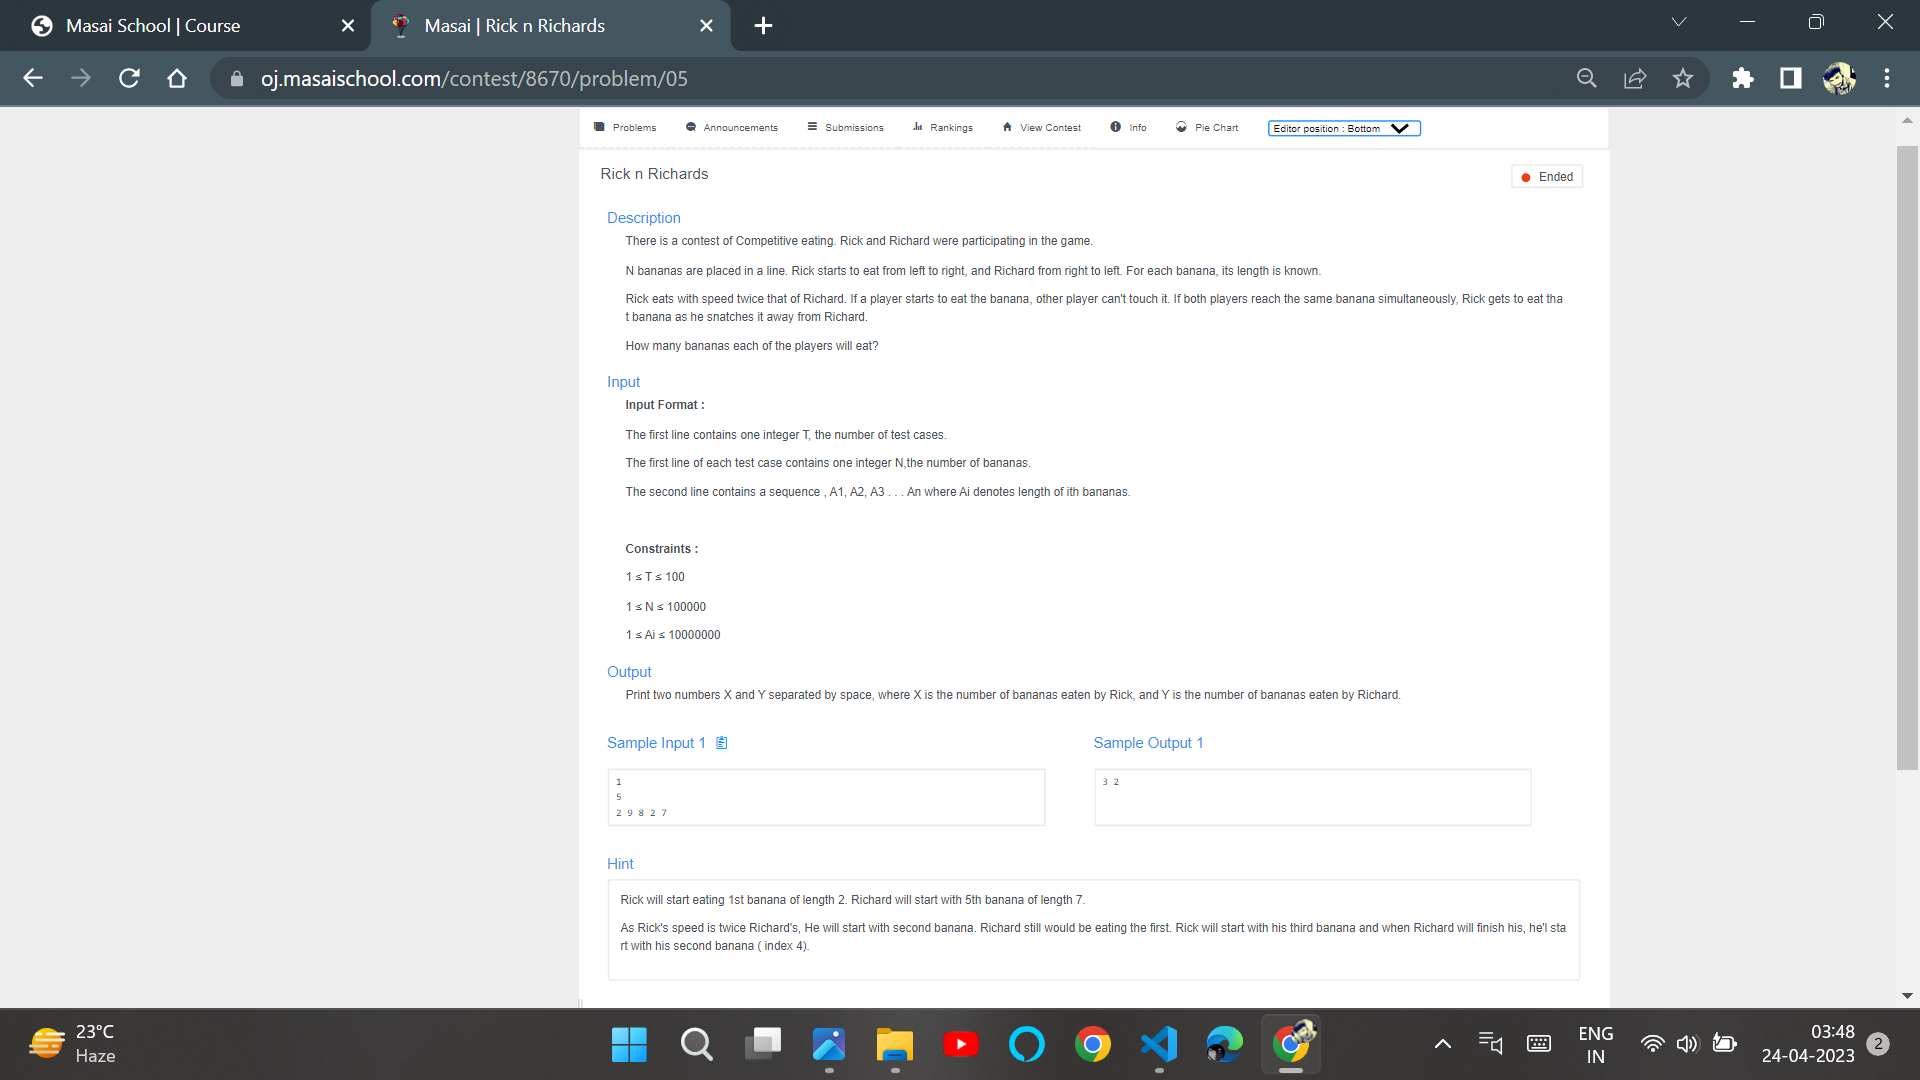 Masai School | Course
Masai | Rick n Richards
oj.masaischool.com/contest/8670/problem/05
Problems
Announcements
Submissions
Rankings
View Contest
Info
Pie Chart
Editor position : Bottom
Rick n Richards
Ended
Description
There is a contest of Competitive eating. Rick and Richard were participating in the game.
N bananas are placed in a line. Rick starts to eat from left to right, and Richard from right to left. For each banana, its length is known.
Rick eats with speed twice that of Richard. If a player starts to eat the banana, other player can't touch it. If both players reach the same banana simultaneously, Rick gets to eat tha
t banana as he snatches it away from Richard.
How many bananas each of the players will eat?
Input
Input Format :
The first line contains one integer T, the number of test cases.
The first line of each test case contains one integer N,the number of bananas.
The second line contains a sequence , A1, A2, A3 . . . An where Ai denotes length of ith bananas.
Constraints :
1 ≤ T ≤ 100
1 ≤ N ≤ 100000
1 ≤ Ai ≤ 10000000
Output
Print two numbers X and Y separated by space, where X is the number of bananas eaten by Rick, and Y is the number of bananas eaten by Richard.
Sample Input 1
1
5
2 9 8 2 7
Sample Output 1
3 2
Hint
Rick will start eating 1st banana of length 2. Richard will start with 5th banana of length 7.
As Rick's speed is twice Richard's, He will start with second banana. Richard still would be eating the first. Rick will start with his third banana and when Richard will finish his, he'l sta
rt with his second banana ( index 4).
23°C
Haze
ENG
IN
03:48
24-04-2023
2